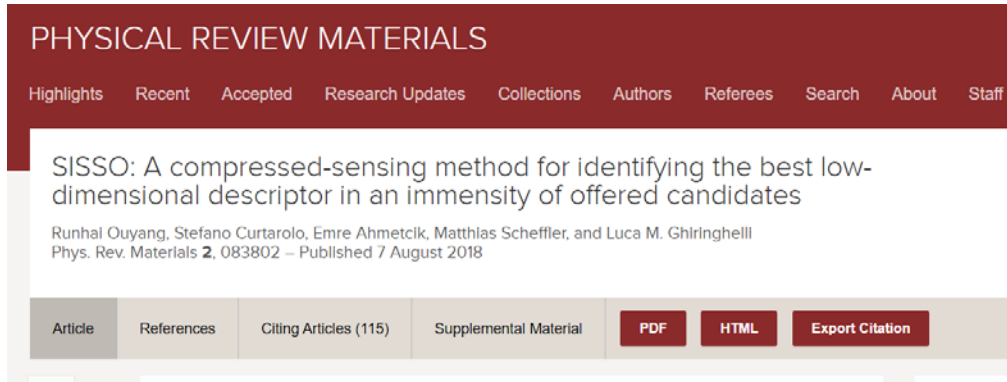 PHYSICAL REVIEW MATERIALS
Highlights Recent Accepted Research Updates Collections Authors Referees Search About Staff
SISSO: A compressed-sensing method for identifying the best low-
dimensional descriptor in an immensity of offered candidates
Runhai Ouyang, Stefano Curtarolo, Emre Ahmetcik, Matthias Scheffler, and Luca M. Ghiringhelli
Phys. Rev. Materials 2, 083802 – Published 7 August 2018
Article References Citing Articles (115) Supplemental Material PDF HTML Export Citation